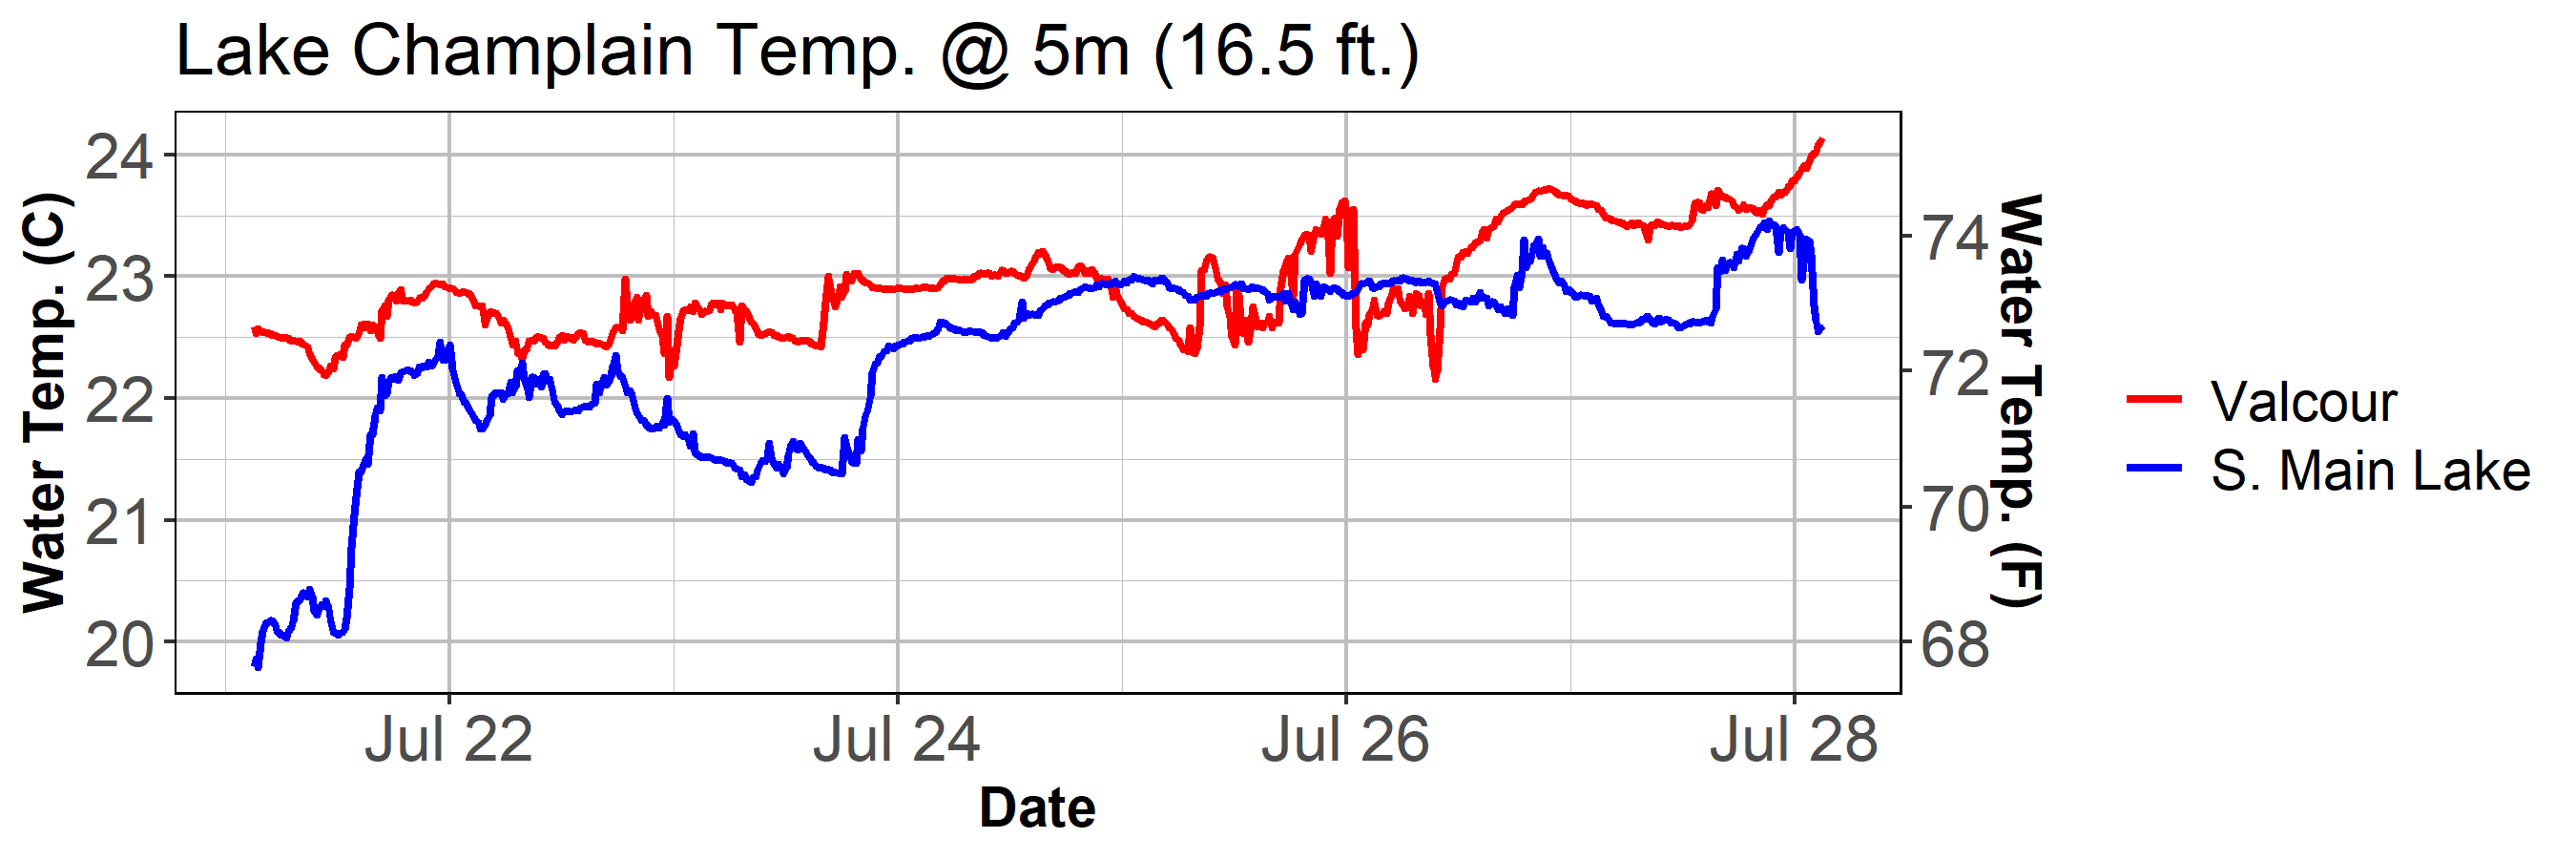 Lake Champlain Temp. @ 5m (16.5 ft.)
Water Temp. (C)
24
23
22
21
20
74
72
70
68
Water Temp. (F)
Jul 22
Jul 24
Jul 26
Jul 28
Date
Valcour
S. Main Lake